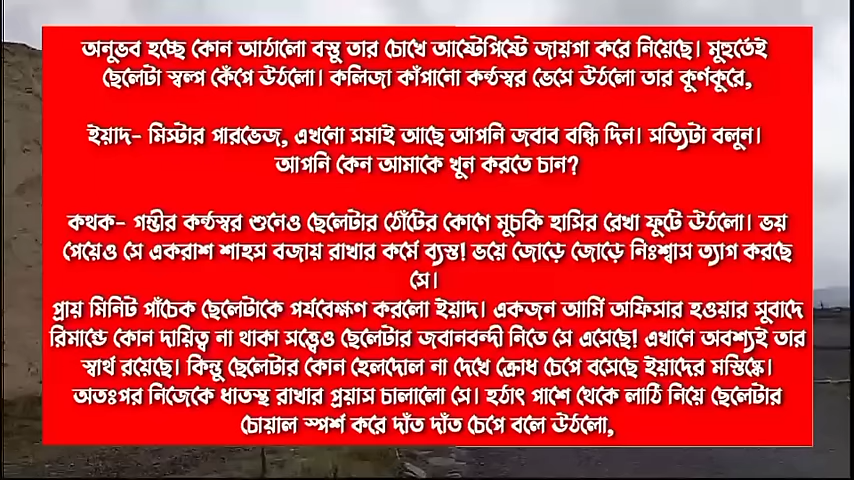 অনুভব হচ্ছে কোন আঠালো বস্তু তার চোখে আষ্টেপিষ্টে জায়গা করে নিয়েছে। মুহুর্তেই
ছেলেটা স্বল্প কেঁপে উঠলো। কলিজা কাঁপানো কন্ঠস্বর ভেসে উঠলো তার কুর্ণকুরে,
ইয়াদ- মিস্টার পারভেজ, এখনো সমাই আছে আপনি জবাব বন্ধি দিন। সত্যিটা বলুন।
আপনি কেন আমাকে খুন করতে চান?
কথক- গম্ভীর কন্ঠস্বর শুনেও ছেলেটার ঠোঁটের কোণে মুচকি হাসির রেখা ফুটে উঠলো। ভয়
পেয়েও সে একরাশ শাহস বজায় রাখার কর্মে ব্যস্ত! ভয়ে জোড়ে জোড়ে নিঃশ্বাস ত্যাগ করছে
সে।
প্রায় মিনিট পাঁচেক ছেলেটাকে পর্যবেক্ষণ করলো ইয়াদ। একজন আর্মি অফিসার হওয়ার সুবাদে
রিমান্ডে কোন দায়িত্ব না থাকা সত্ত্বেও ছেলেটার জবানবন্দী নিতে সে এসেছে! এখানে অবশ্যই তার
স্বার্থ রয়েছে। কিন্তু ছেলেটার কোন হেলদোল না দেখে ক্রোধ চেপে বসেছে ইয়াদের মস্তিষ্কে।
অতঃপর নিজেকে ধাতস্থ রাখার প্রয়াস চালালো সে। হঠাৎ পাশে থেকে লাঠি নিয়ে ছেলেটার
চোয়াল স্পর্শ করে দাঁত দাঁত চেপে বলে উঠলো,